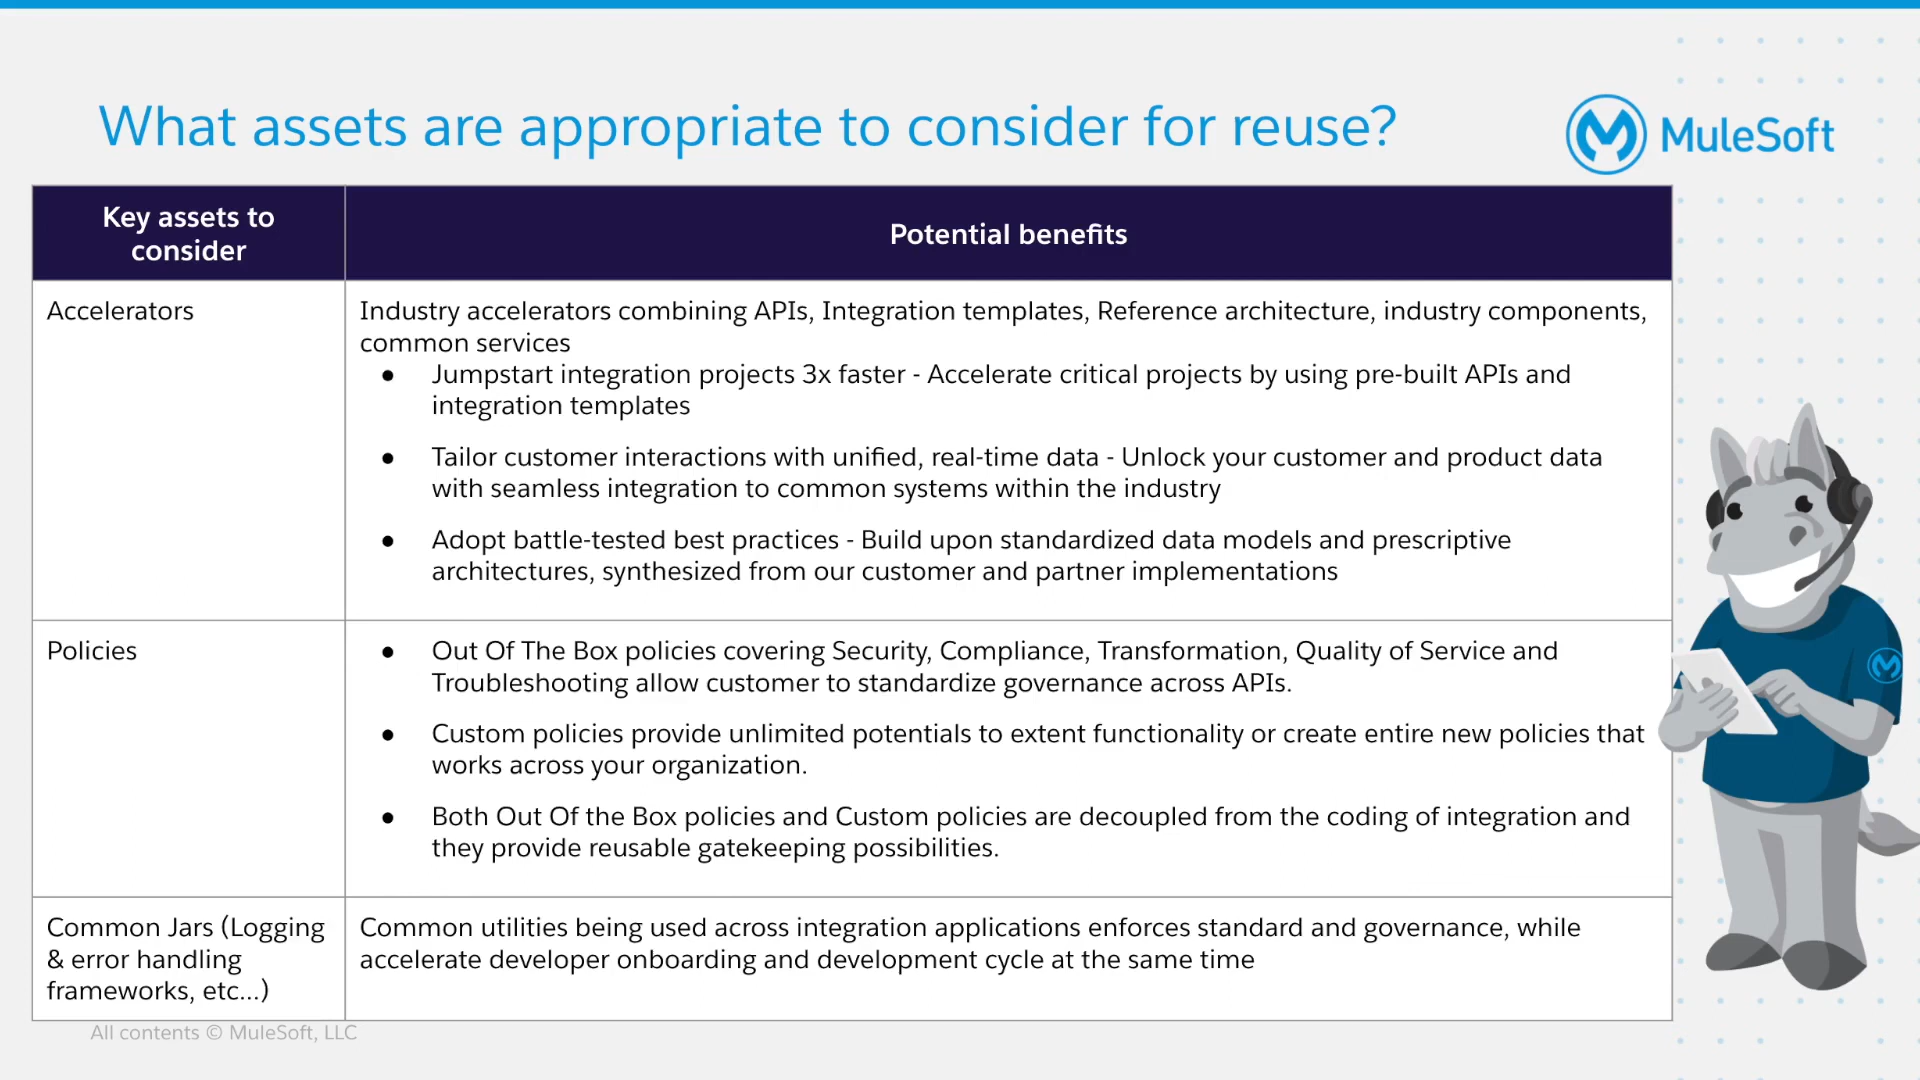 What assets are appropriate to consider for reuse?
MuleSoft
Key assets to
consider
Potential benefits
Accelerators
Industry accelerators combining APIs, Integration templates, Reference architecture, industry components,
common services
● Jumpstart integration projects 3x faster - Accelerate critical projects by using pre-built APIs and
integration templates
● Tailor customer interactions with unified, real-time data - Unlock your customer and product data
with seamless integration to common systems within the industry
● Adopt battle-tested best practices - Build upon standardized data models and prescriptive
architectures, synthesized from our customer and partner implementations
Policies
● Out Of The Box policies covering Security, Compliance, Transformation, Quality of Service and
Troubleshooting allow customer to standardize governance across APIs.
● Custom policies provide unlimited potentials to extent functionality or create entire new policies that
works across your organization.
● Both Out Of the Box policies and Custom policies are decoupled from the coding of integration and
they provide reusable gatekeeping possibilities.
Common Jars (Logging
& error handling
frameworks, etc...)
Common utilities being used across integration applications enforces standard and governance, while
accelerate developer onboarding and development cycle at the same time
All contents © MuleSoft, LLC